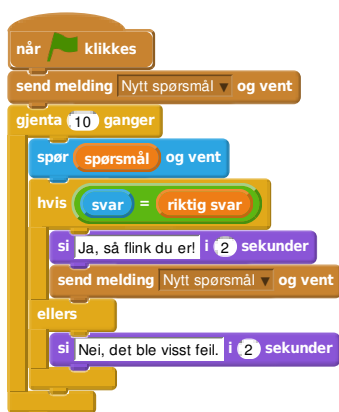 når klikkes
send melding Nytt spørsmål og vent
gjenta 10 ganger
spør spørsmål og vent
hvis svar = riktig svar
si Ja, så flink du er! i 2 sekunder
send melding Nytt spørsmål og vent
ellers
si Nei, det ble visst feil. i 2 sekunder